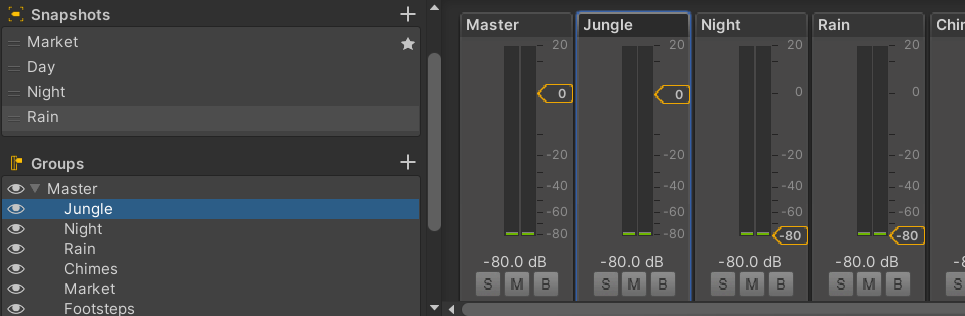 Snapshots
Market
Day
Night
Rain
Groups
Master
Jungle
Night
Rain
Chimes
Market
Footsteps
Master Jungle Night Rain Chim
20 20 20 20
0 0 0 0
-20 -20 -20 -20
-40 -40 -40 -40
-60 -60 -60 -60
-80 -80 -80 -80
-80.0 dB -80.0 dB -80.0 dB -80.0 dB
S M B S M B S M B S M B